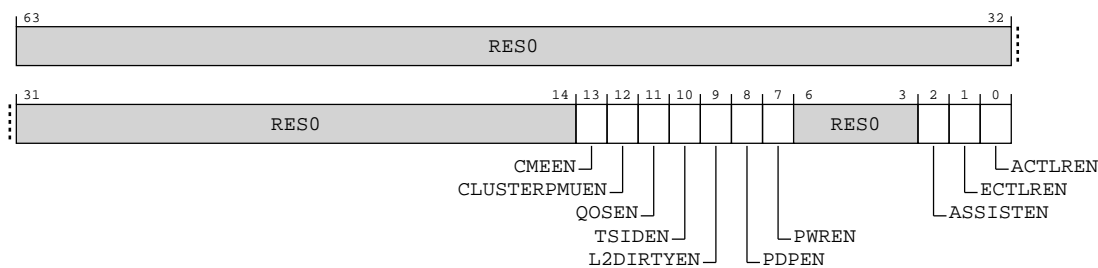 63 32
RES0
31 14 13 12 11 10 9 8 7 6 3 2 1 0
RES0 RES0
CMEEN ACTLREN
CLUSTERPMUEN ECTLREN
QOSEN ASSISTEN
TSIDEN PWREN
L2DIRTYEN PDPEN